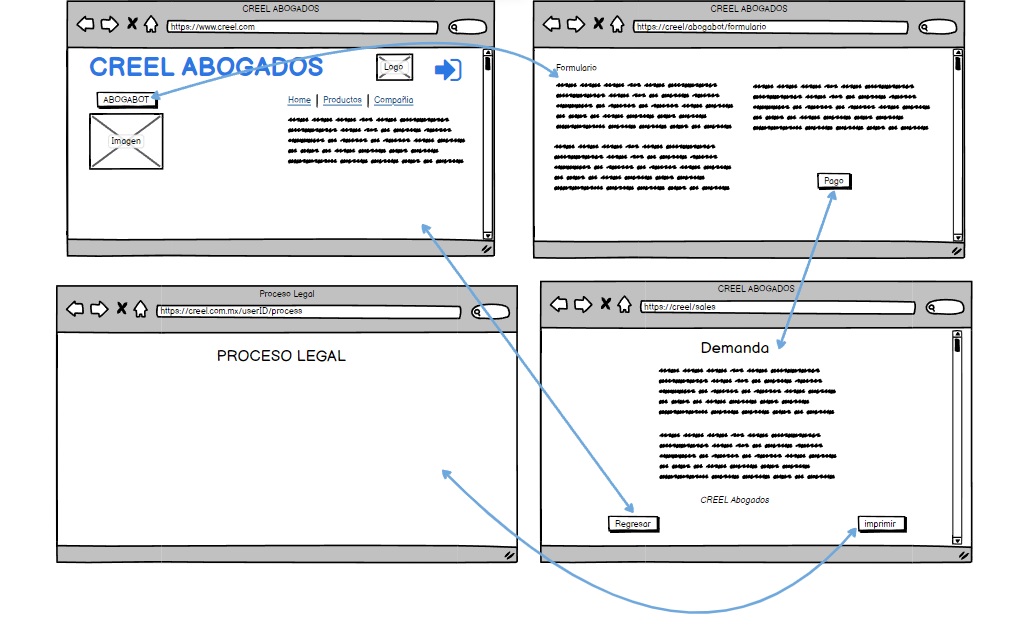 CREEL ABOGADOS
https://www.creel.com
CREEL ABOGADOS
Logo
ABOGABOT
Home | Productos | Compañia
Imagen
CREEL ABOGADOS
https://creel/abogabot/formulario
Formulario
Pago
Proceso Legal
https://creel.com.mx/userID/process
PROCESO LEGAL
CREEL ABOGADOS
https://creel/sales
Demanda
CREEL Abogados
Regresar
imprimir